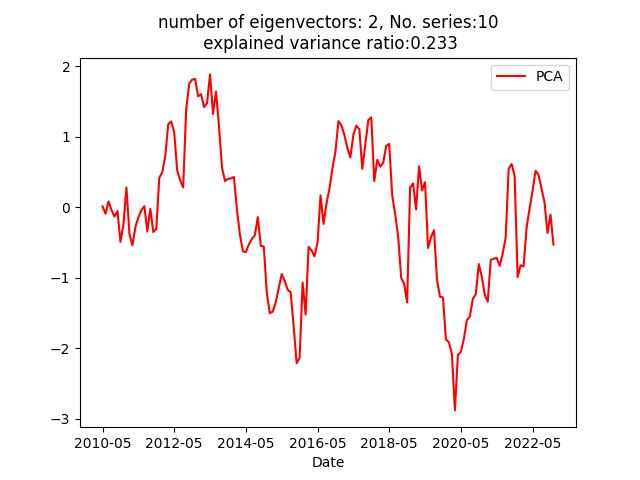 number of eigenvectors: 2, No. series:10
explained variance ratio:0.233
PCA
2
1
0
−1
−2
−3
2010-05 2012-05 2014-05 2016-05 2018-05 2020-05 2022-05
Date